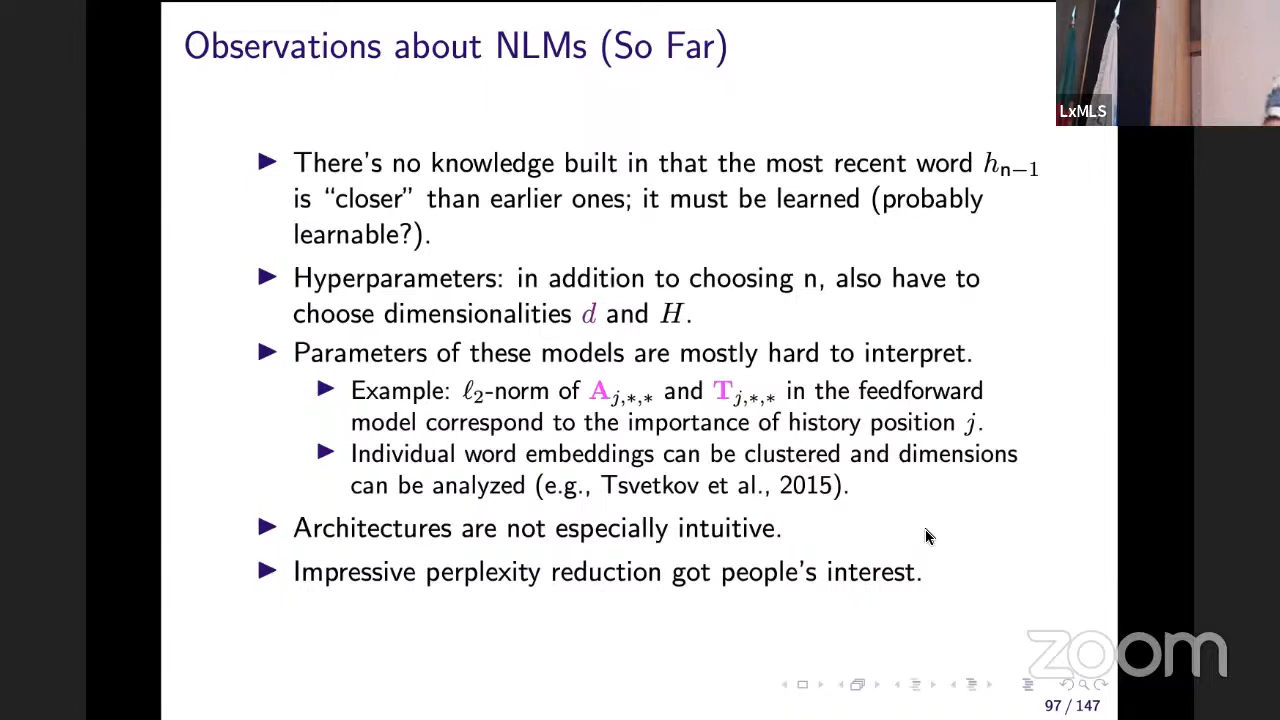 Observations about NLMs (So Far)
LxMLS
▶ There's no knowledge built in that the most recent word h_{n−1}
is “closer” than earlier ones; it must be learned (probably
learnable?).
▶ Hyperparameters: in addition to choosing n, also have to
choose dimensionalities d and H.
▶ Parameters of these models are mostly hard to interpret.
▶ Example: ℓ₂-norm of A_{j,∗,∗} and T_{j,∗,∗} in the feedforward
model correspond to the importance of history position j.
▶ Individual word embeddings can be clustered and dimensions
can be analyzed (e.g., Tsvetkov et al., 2015).
▶ Architectures are not especially intuitive.
▶ Impressive perplexity reduction got people's interest.
zoom
97 / 147